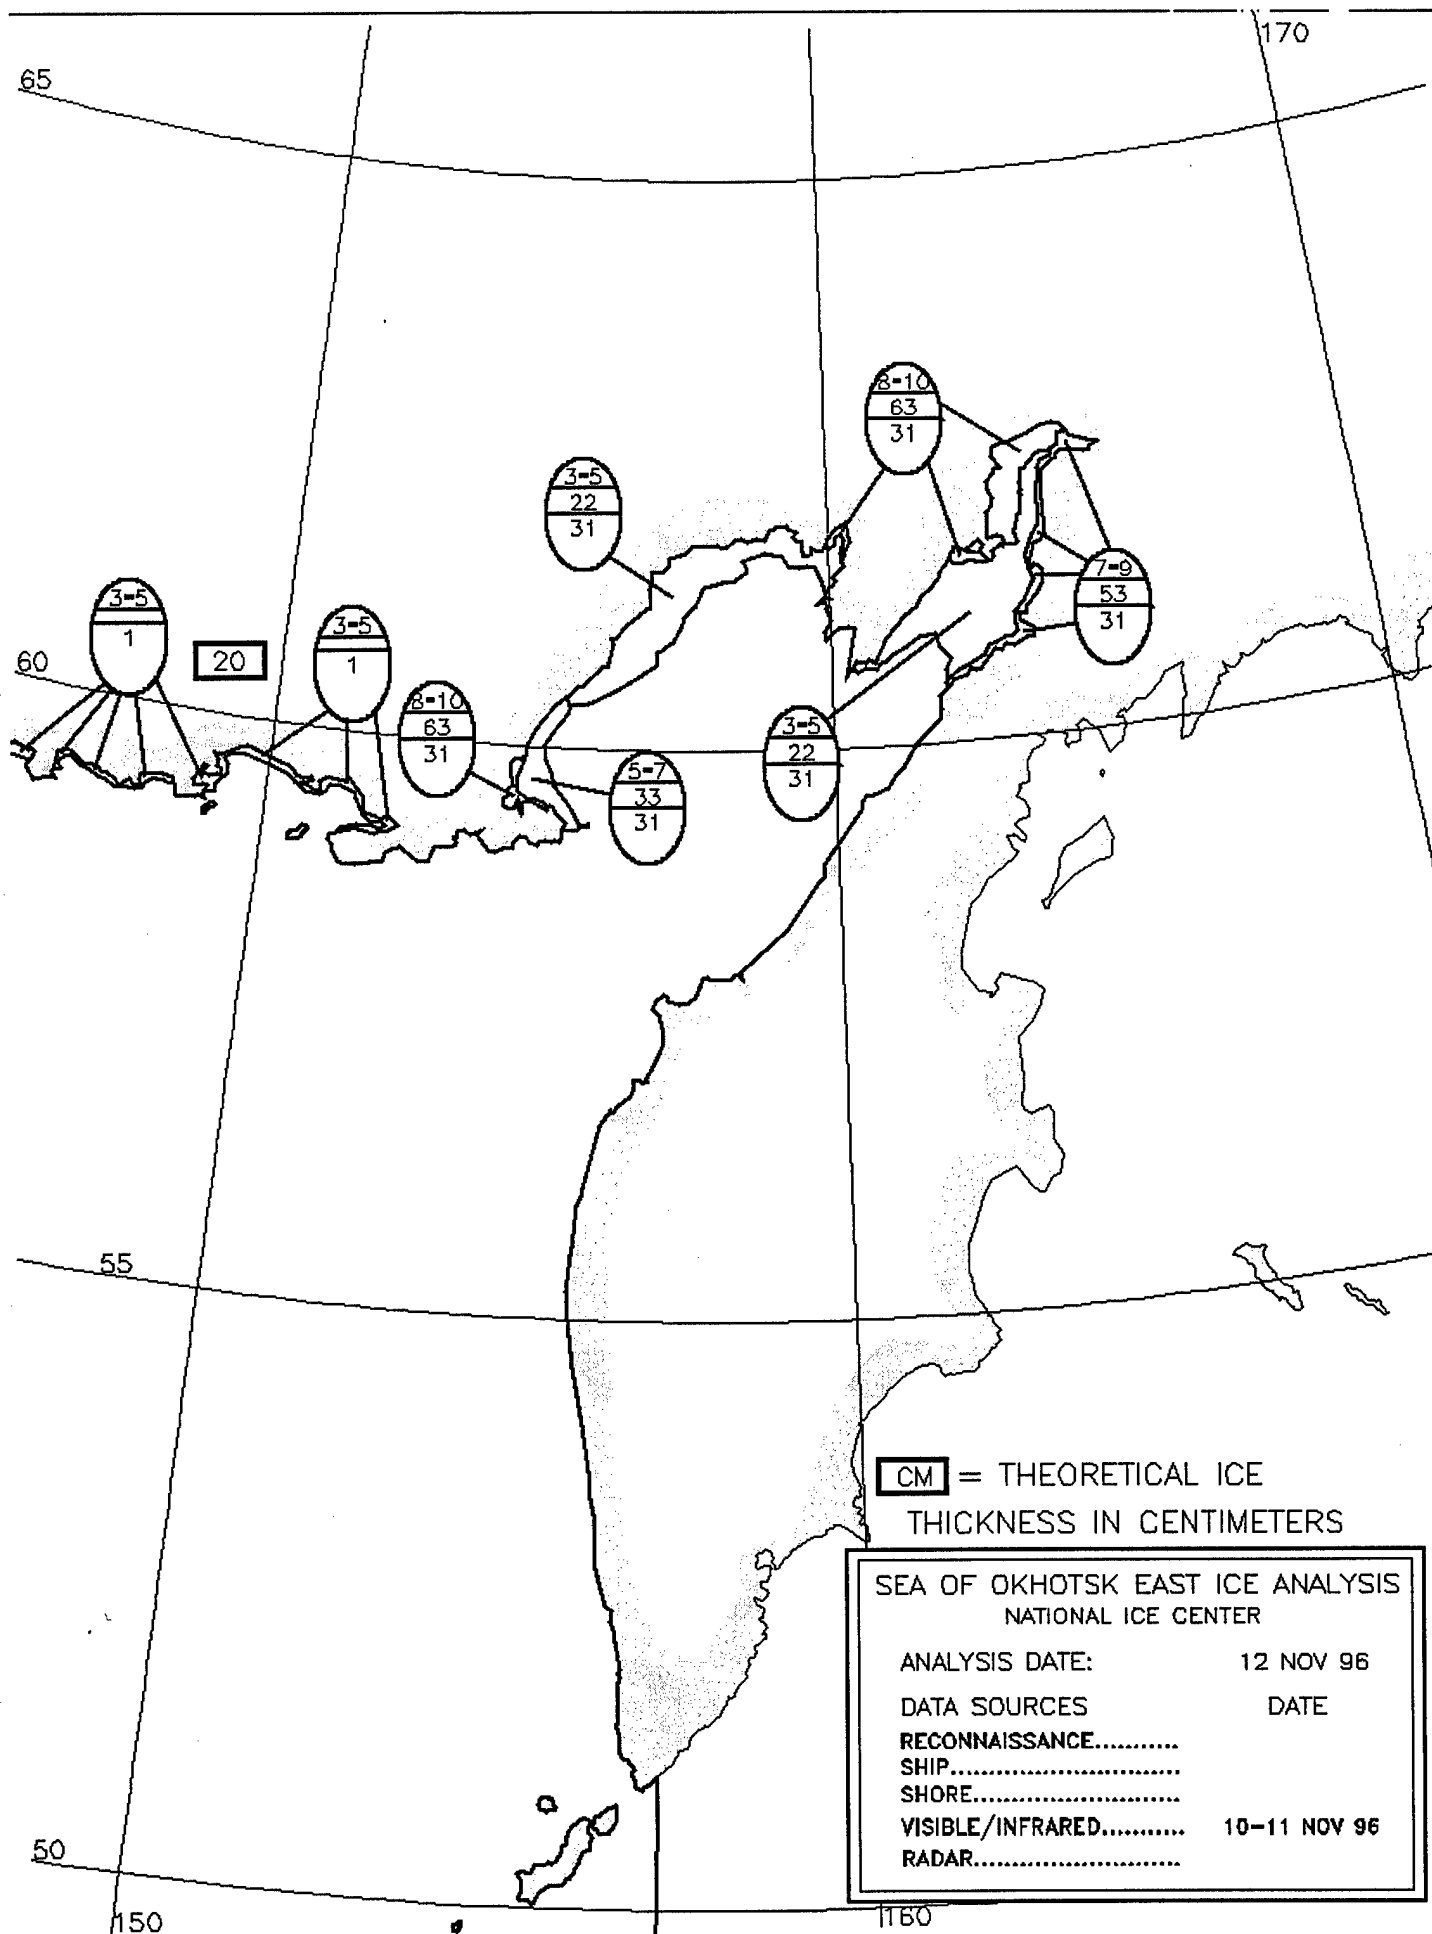 170
65
8-10
63
31
3-5
22
31
7-9
53
31
3-5
1
20
3-5
1
60
8-10
63
31
5-7
33
31
3-5
22
31
55
CM = THEORETICAL ICE
THICKNESS IN CENTIMETERS
SEA OF OKHOTSK EAST ICE ANALYSIS
NATIONAL ICE CENTER
ANALYSIS DATE: 12 NOV 96
DATA SOURCES DATE
RECONNAISSANCE...........
SHIP..............................
SHORE...........................
VISIBLE/INFRARED........... 10-11 NOV 96
RADAR...........................
50
150
160